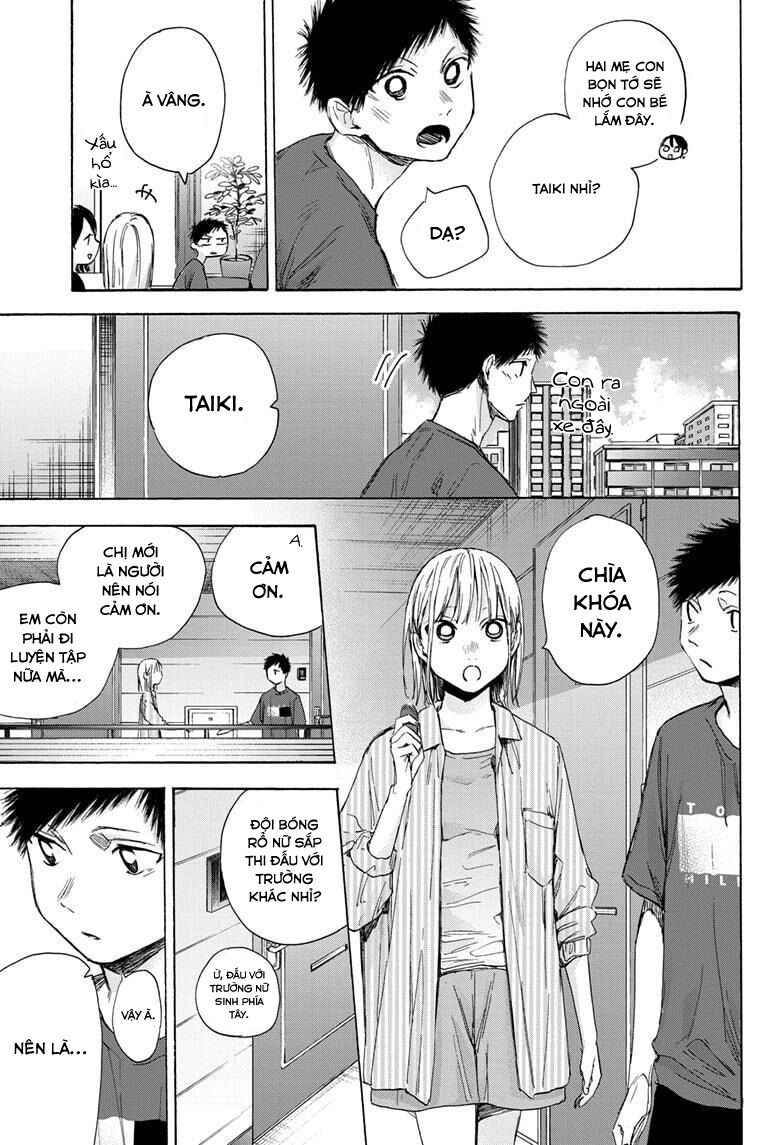 HAI MẸ CON
BỌN TỚ SẼ
NHỚ CON BÉ
LẮM ĐÂY.
TAIKI NHỈ?
DẠ?
À VÂNG.
Xấu
hổ
kìa...
Con ra
ngoài
xe đây.
TAIKI.
CHÌA
KHÓA
NÀY.
A.
CẢM
ƠN.
CHỊ MỚI
LÀ NGƯỜI
NÊN NÓI
CẢM ƠN.
EM CÒN
PHẢI ĐI
LUYỆN TẬP
NỮA MÀ...
TO
HILL
ĐỘI BÓNG
RỔ NỮ SẮP
THI ĐẤU VỚI
TRƯỜNG
KHÁC NHỈ?
Ừ, ĐẤU VỚI
TRƯỜNG NỮ
SINH PHÍA
TÂY.
VẬY À.
NÊN LÀ...